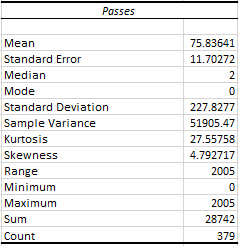 Passes
Mean 75.83641
Standard Error 11.70272
Median 2
Mode 0
Standard Deviation 227.8277
Sample Variance 51905.47
Kurtosis 27.55758
Skewness 4.792717
Range 2005
Minimum 0
Maximum 2005
Sum 28742
Count 379